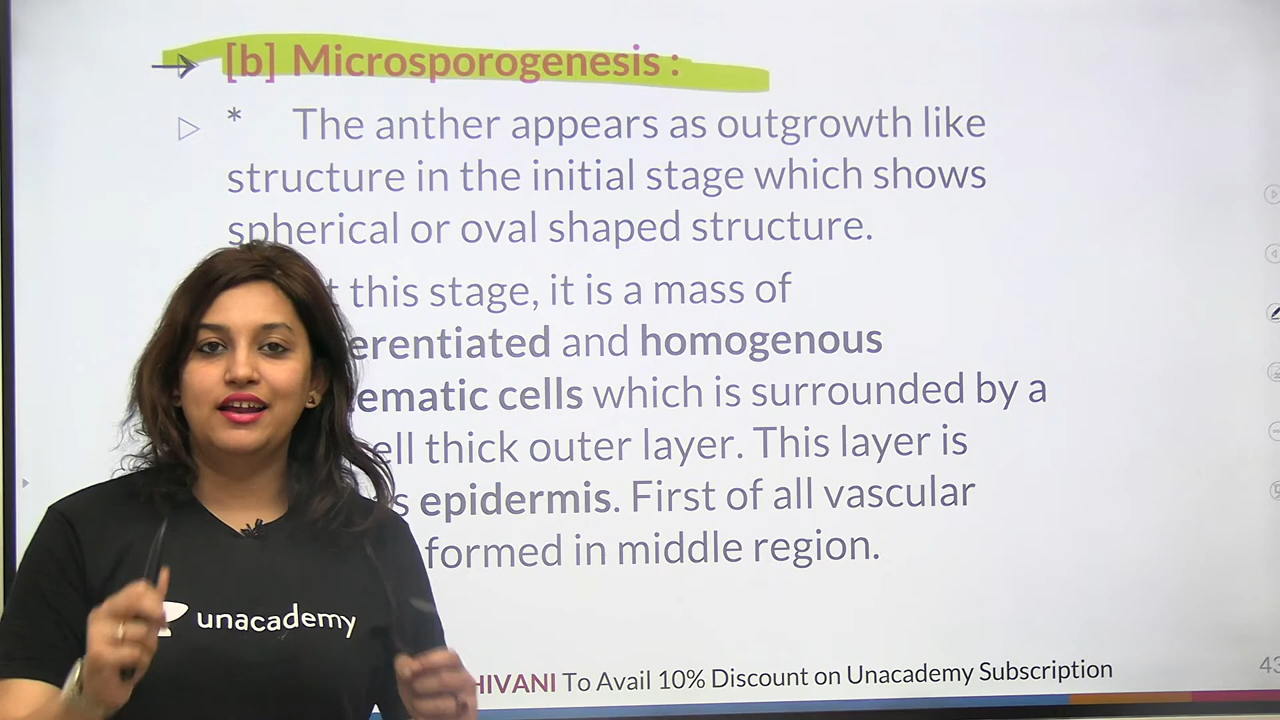 [b] Microsporogenesis :
* The anther appears as outgrowth like
structure in the initial stage which shows
spherical or oval shaped structure.
this stage, it is a mass of
erentiated and homogenous
ematic cells which is surrounded by a
ell thick outer layer. This layer is
s epidermis. First of all vascular
formed in middle region.
unacademy
HIVANI To Avail 10% Discount on Unacademy Subscription
43